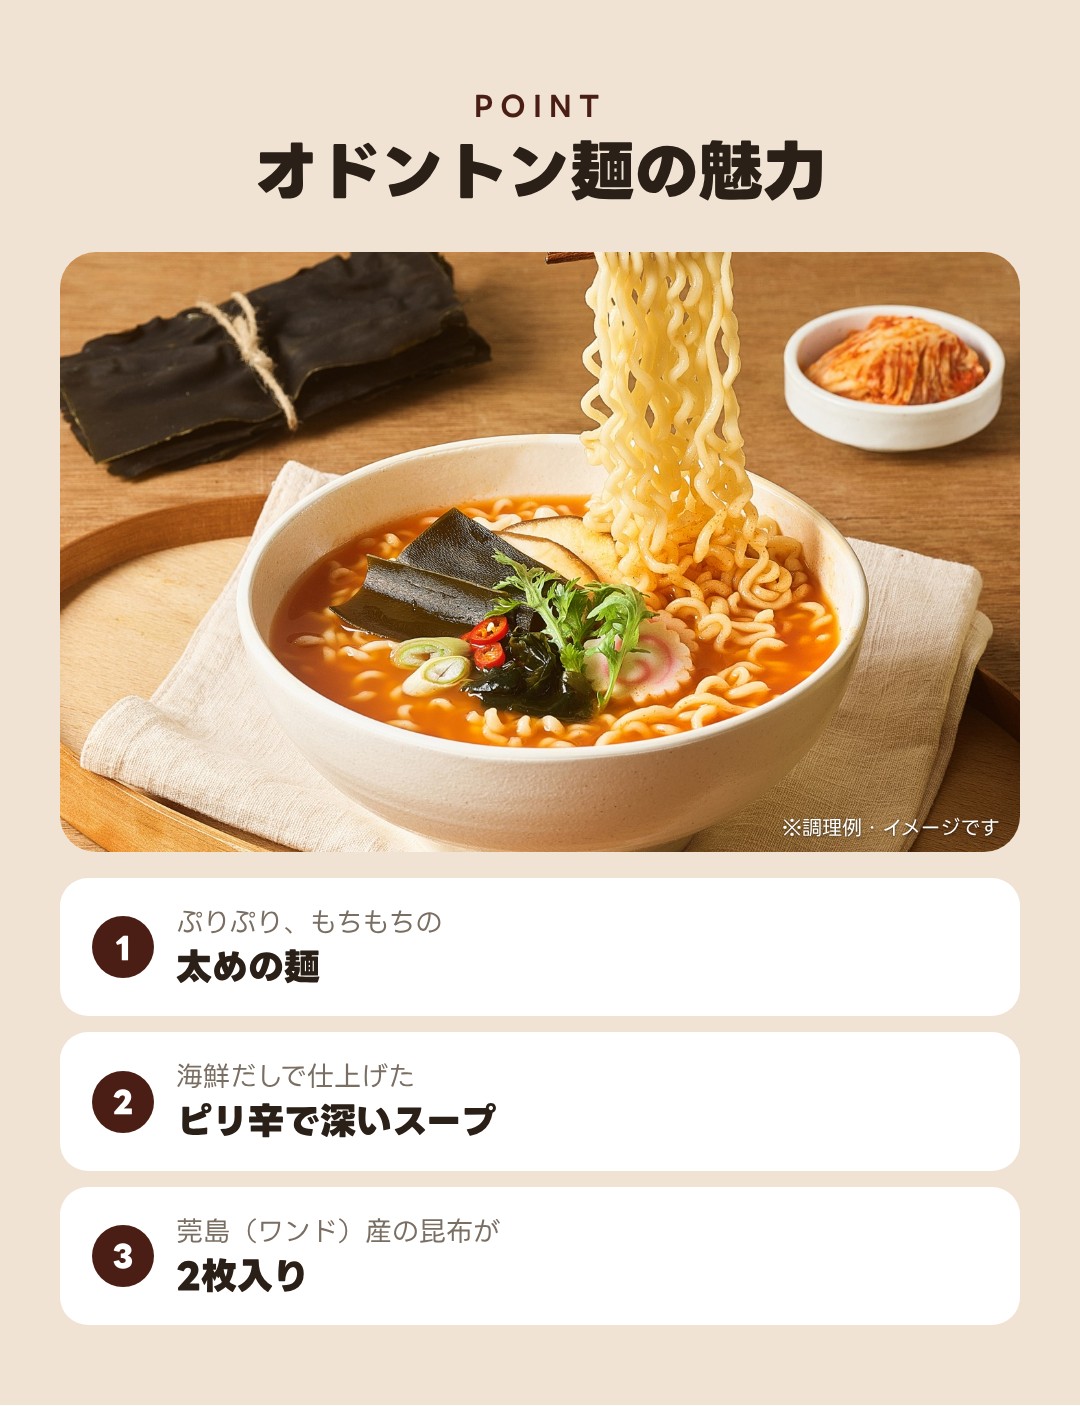 POINT
オドントン麺の魅力
※調理例・イメージです
1
ぷりぷり、もちもちの
太めの麺
2
海鮮だしで仕上げた
ピリ辛で深いスープ
3
莞島（ワンド）産の昆布が
2枚入り